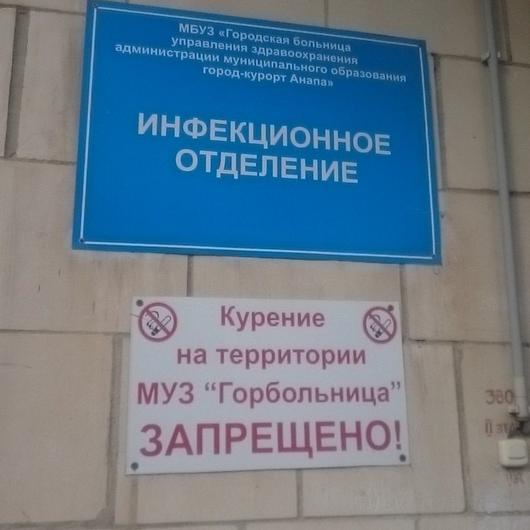 МБУЗ «Городская больница
управления здравоохранения
администрации муниципального образования
город-курорт Анапа»
ИНФЕКЦИОННОЕ
ОТДЕЛЕНИЕ
Курение
на территории
МУЗ “Горбольница”
ЗАПРЕЩЕНО!
380